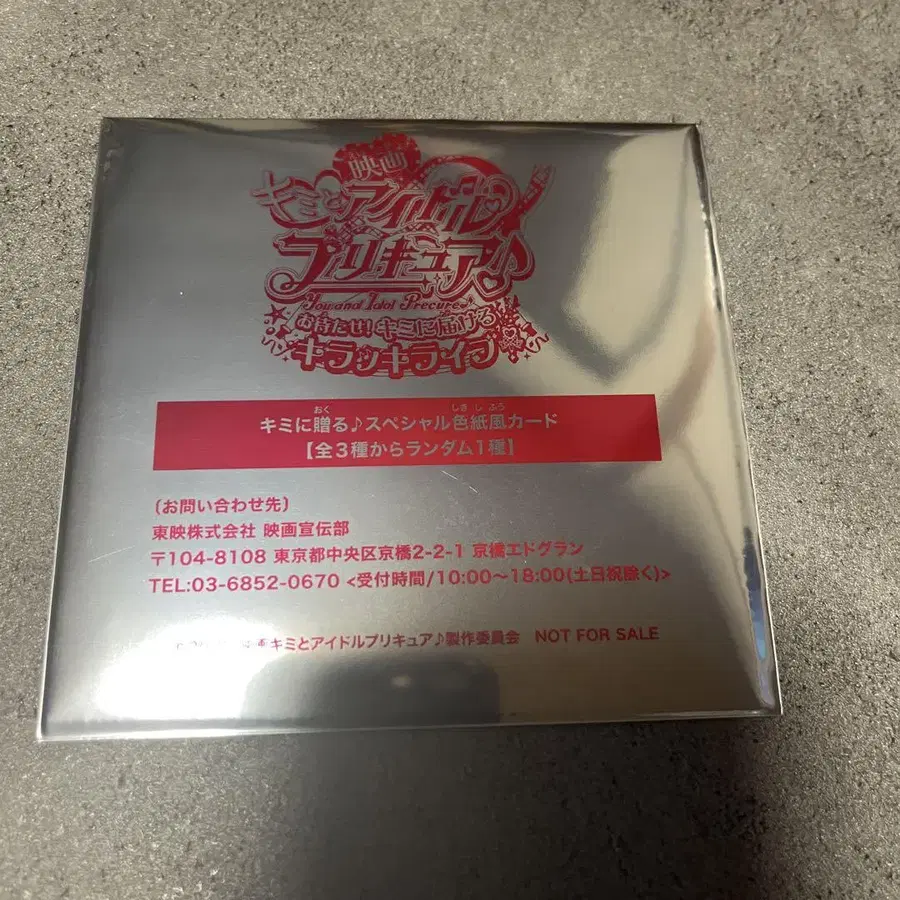 映画
キミとアイドル
プリキュア♪
You and Idol Precure♪
お待たせ!キミに届ける
キラッキライブ
おく しき し ふう
キミに贈る♪スペシャル色紙風カード
【全3種からランダム1種】
〔お問い合わせ先〕
東映株式会社 映画宣伝部
〒104-8108 東京都中央区京橋2-2-1 京橋エドグラン
TEL:03-6852-0670 <受付時間/10:00〜18:00(土日祝除く)>
キミとアイドルプリキュア♪製作委員会 NOT FOR SALE